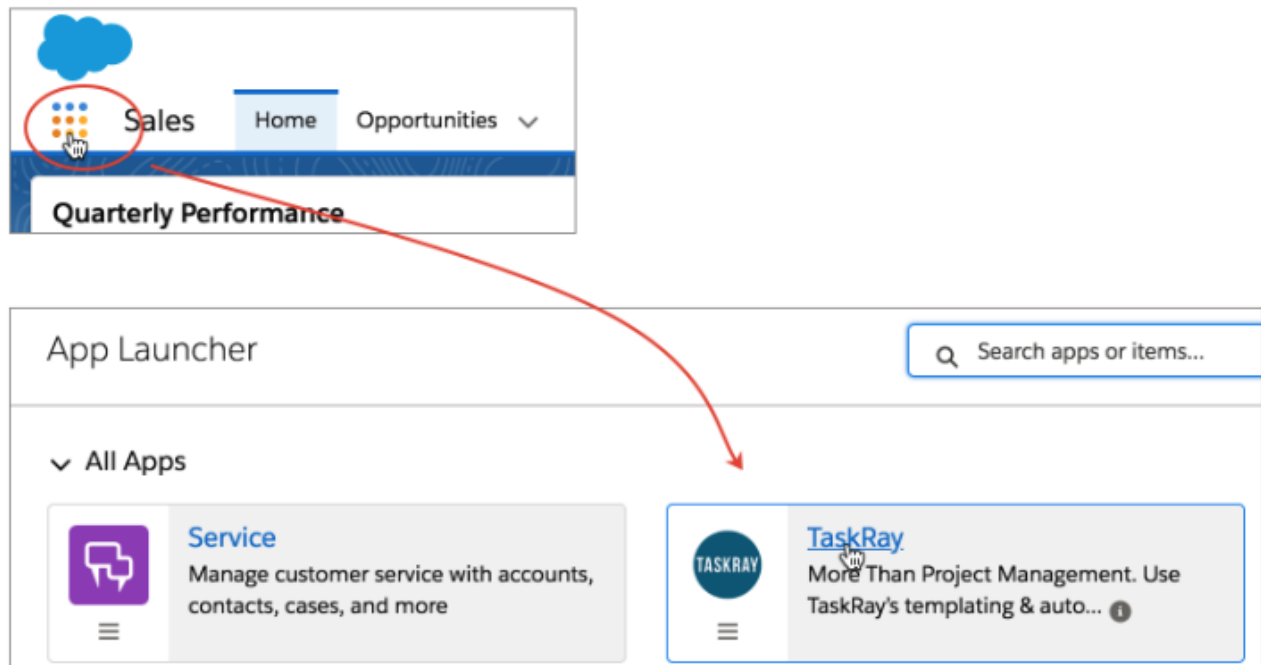 Sales Home Opportunities
Quarterly Performance
App Launcher
Search apps or items...
All Apps
Service
Manage customer service with accounts,
contacts, cases, and more
TASKRAY
TaskRay
More Than Project Management. Use
TaskRay's templating & auto...